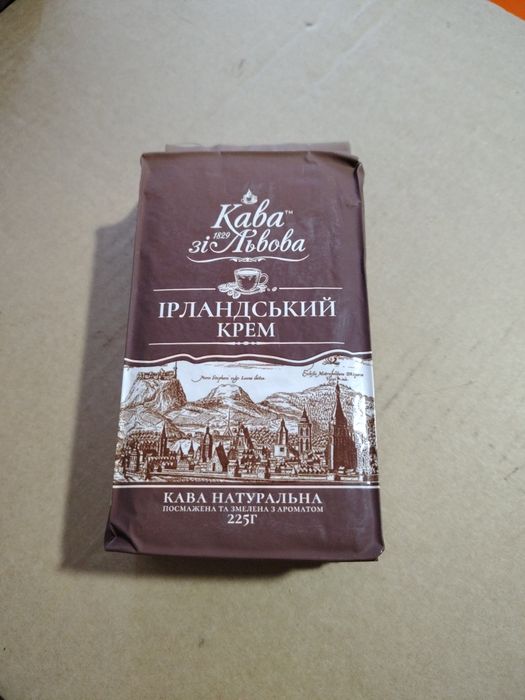 Кава™
зі 1829 Львова
ІРЛАНДСЬКИЙ
КРЕМ
КАВА НАТУРАЛЬНА
ПОСМАЖЕНА ТА ЗМЕЛЕНА З АРОМАТОМ
225Г